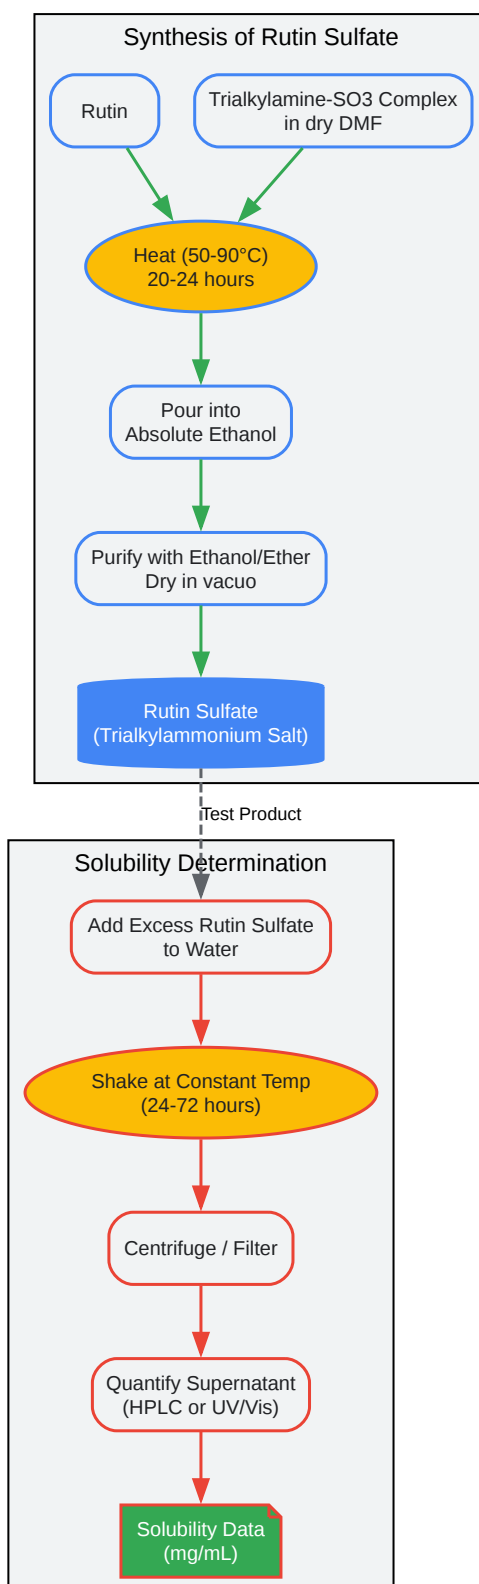 Synthesis of Rutin Sulfate
Rutin
Trialkylamine-SO3 Complex
in dry DMF
Heat (50-90°C)
20-24 hours
Pour into
Absolute Ethanol
Purify with Ethanol/Ether
Dry in vacuo
Rutin Sulfate
(Trialkylammonium Salt)
Test Product
Solubility Determination
Add Excess Rutin Sulfate
to Water
Shake at Constant Temp
(24-72 hours)
Centrifuge / Filter
Quantify Supernatant
(HPLC or UV/Vis)
Solubility Data
(mg/mL)